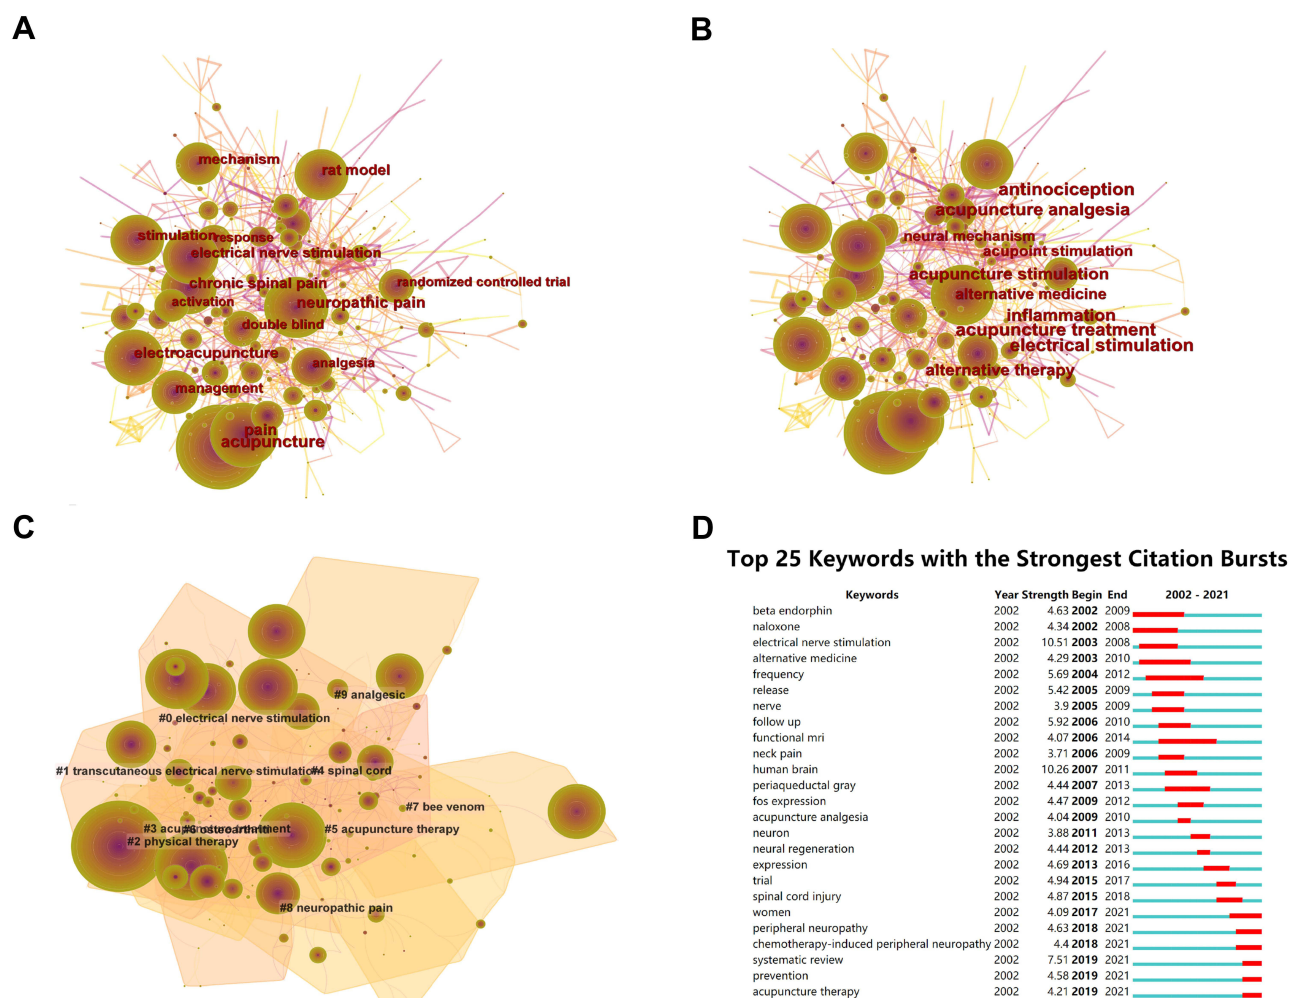 A
mechanism
rat model
stimulation
response
electrical nerve stimulation
chronic spinal pain
randomized controlled trial
activation
neuropathic pain
double blind
electroacupuncture
analgesia
management
pain
acupuncture
B
antinociception
acupuncture analgesia
neural mechanism
acupoint stimulation
acupuncture stimulation
alternative medicine
inflammation
acupuncture treatment
electrical stimulation
alternative therapy
C
#9 analgesic
#0 electrical nerve stimulation
#1 transcutaneous electrical nerve stimulation
#4 spinal cord
#7 bee venom
#3 acupuncture treatment
#6 osteoarthritis
#5 acupuncture therapy
#2 physical therapy
#8 neuropathic pain
D
Top 25 Keywords with the Strongest Citation Bursts
Keywords Year Strength Begin End 2002 - 2021
beta endorphin 2002 4.63 2002 2009
naloxone 2002 4.34 2002 2008
electrical nerve stimulation 2002 10.51 2003 2008
alternative medicine 2002 4.29 2003 2010
frequency 2002 5.69 2004 2012
release 2002 5.42 2005 2009
nerve 2002 3.9 2005 2009
follow up 2002 5.92 2006 2010
functional mri 2002 4.07 2006 2014
neck pain 2002 3.71 2006 2009
human brain 2002 10.26 2007 2011
periaqueductal gray 2002 4.44 2007 2013
fos expression 2002 4.47 2009 2012
acupuncture analgesia 2002 4.04 2009 2010
neuron 2002 3.88 2011 2013
neural regeneration 2002 4.44 2012 2013
expression 2002 4.69 2013 2016
trial 2002 4.94 2015 2017
spinal cord injury 2002 4.87 2015 2018
women 2002 4.09 2017 2021
peripheral neuropathy 2002 4.63 2018 2021
chemotherapy-induced peripheral neuropathy 2002 4.4 2018 2021
systematic review 2002 7.51 2019 2021
prevention 2002 4.58 2019 2021
acupuncture therapy 2002 4.21 2019 2021